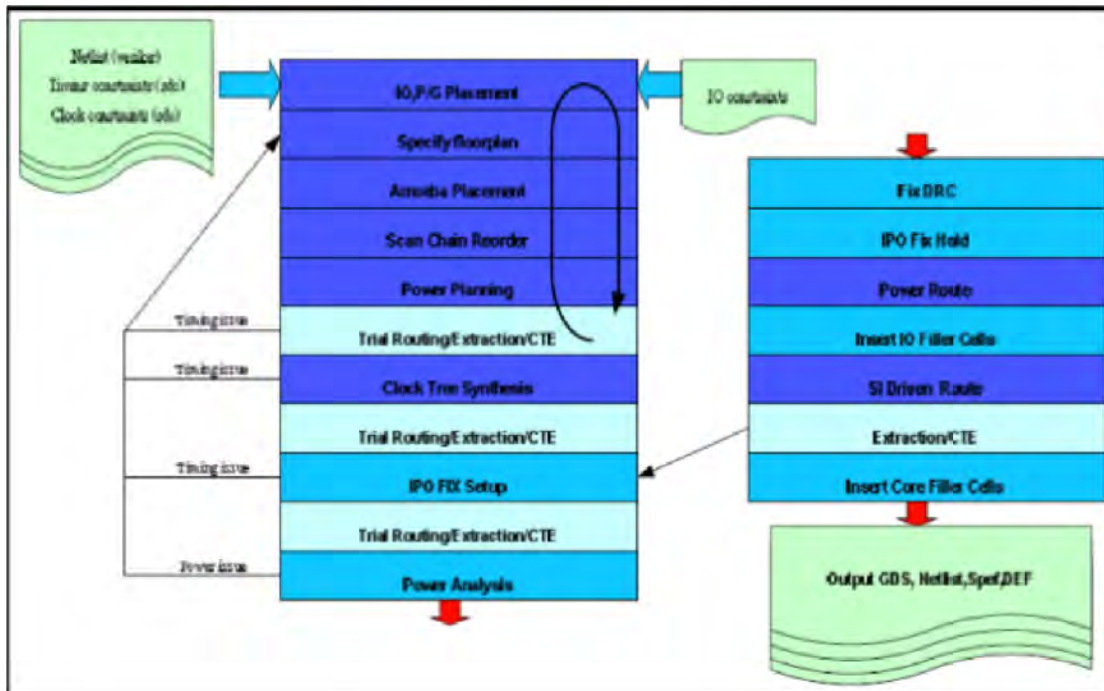 Netlist (verilog)
Timing constraints (sdc)
Clock constraints (sdc)
IO,P/G Placement
IO constraints
Specify floorplan
Amoeba Placement
Scan Chain Reorder
Power Planning
Timing issue
Trial Routing/Extraction/CTE
Timing issue
Clock Tree Synthesis
Trial Routing/Extraction/CTE
Timing issue
IPO FIX Setup
Trial Routing/Extraction/CTE
Power issue
Power Analysis
Fix DRC
IPO Fix Hold
Power Route
Insert IO Filler Cells
SI Driven Route
Extraction/CTE
Insert Core Filler Cells
Output GDS, Netlist,Spef,DEF